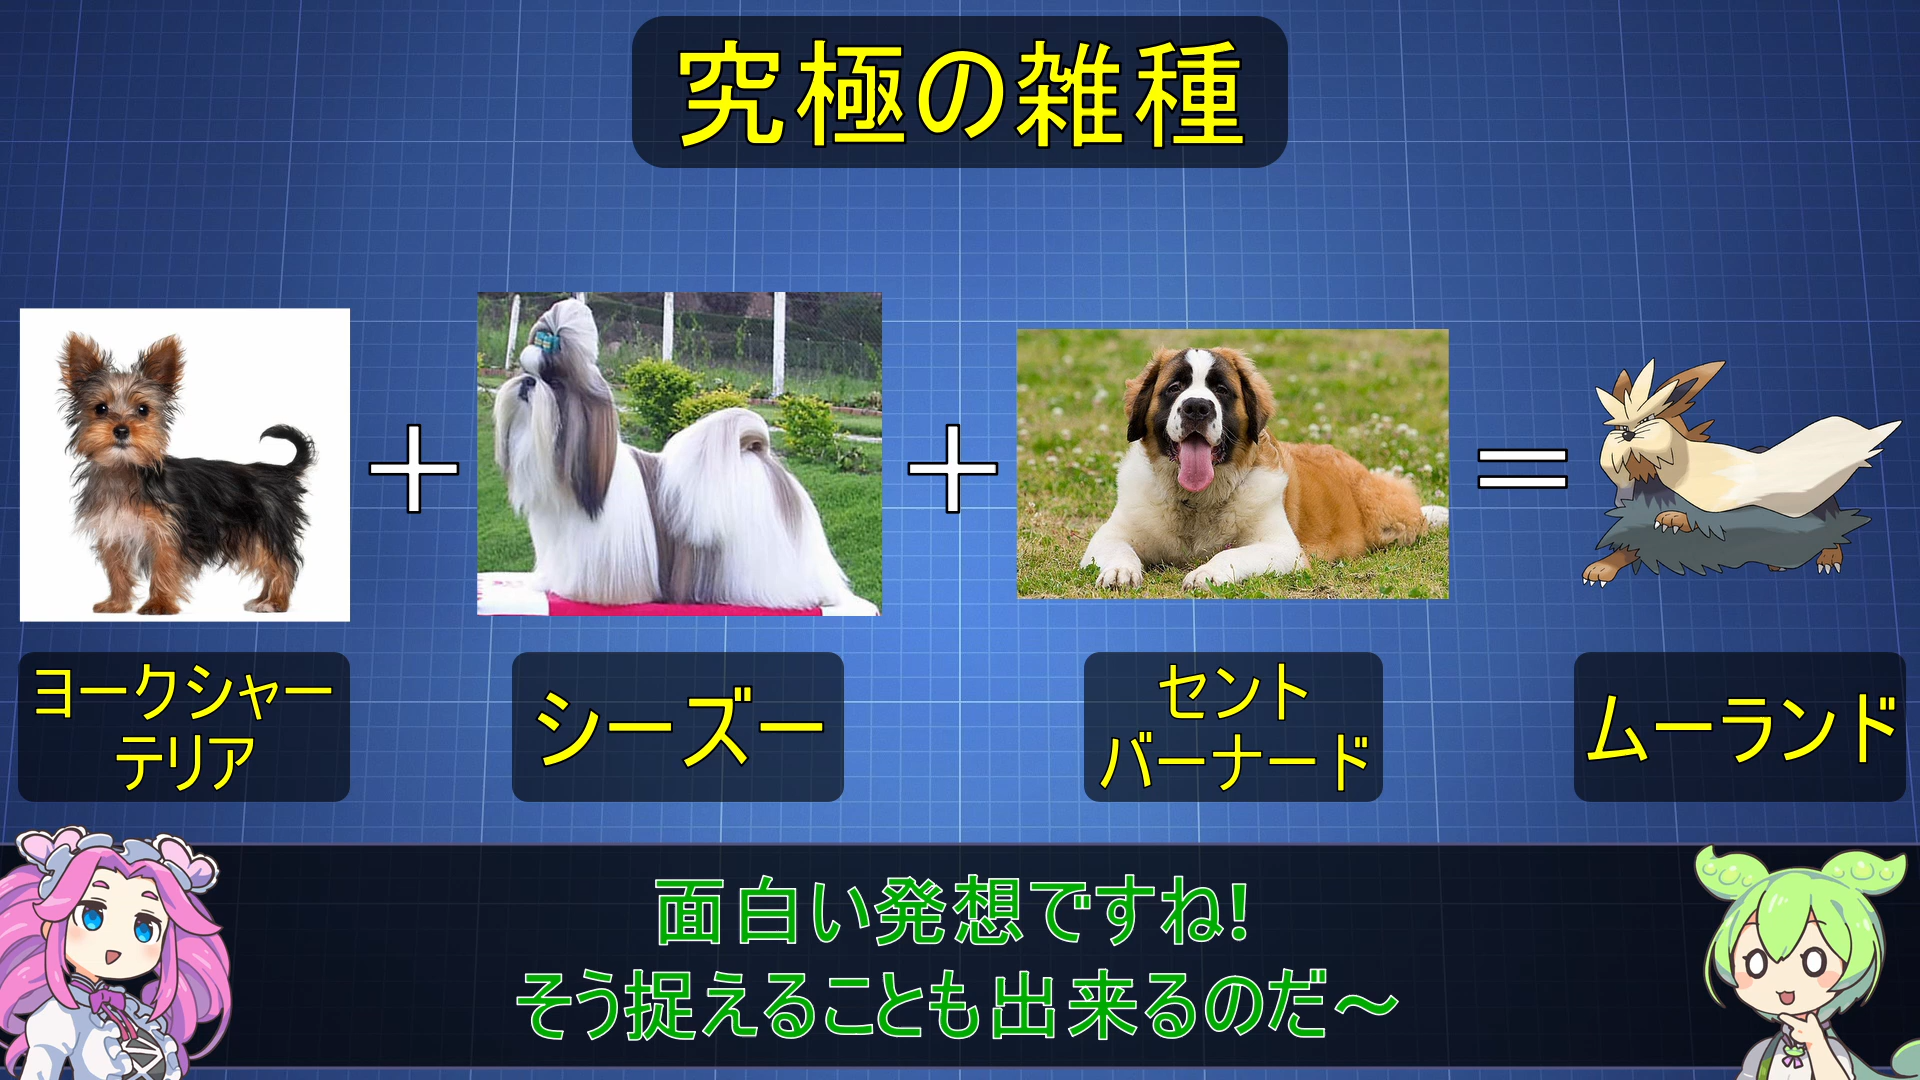 究極の雑種
+
+
=
ヨークシャー
テリア
シーズー
セント
バーナード
ムーランド
面白い発想ですね!
そう捉えることも出来るのだ～